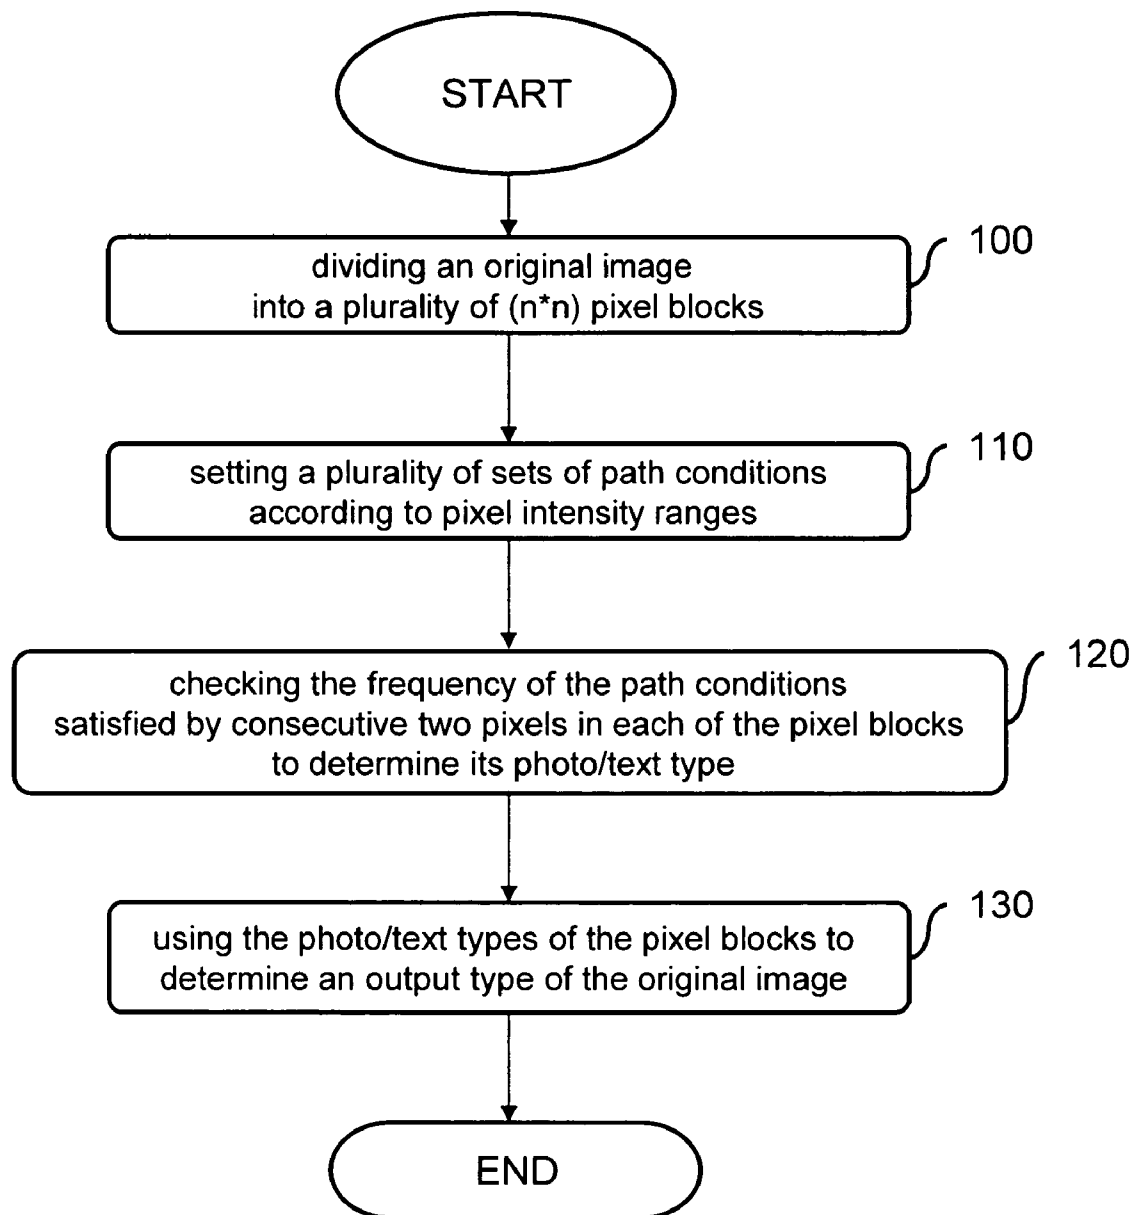 START
100
dividing an original image
into a plurality of (n*n) pixel blocks
110
setting a plurality of sets of path conditions
according to pixel intensity ranges
120
checking the frequency of the path conditions
satisfied by consecutive two pixels in each of the pixel blocks
to determine its photo/text type
130
using the photo/text types of the pixel blocks to
determine an output type of the original image
END